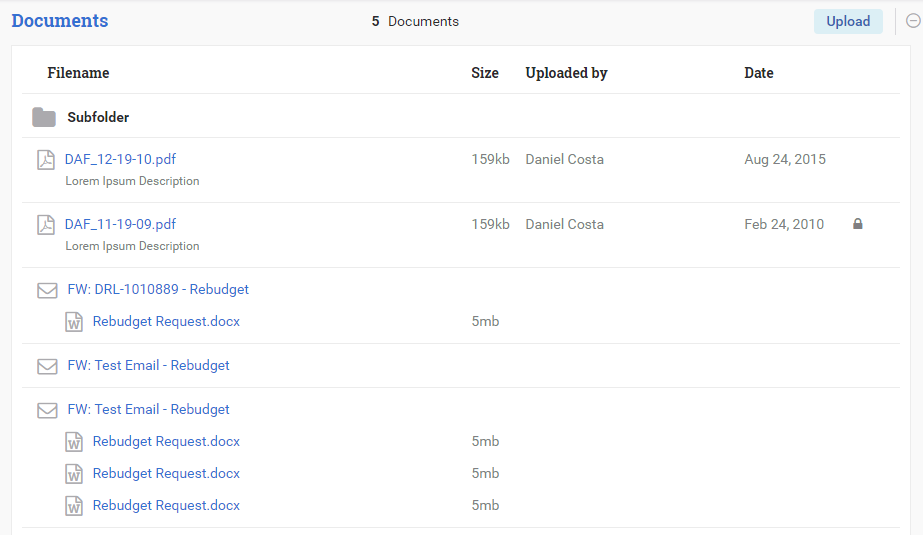 Documents 5 Documents Upload
Filename Size Uploaded by Date
Subfolder
DAF_12-19-10.pdf 159kb Daniel Costa Aug 24, 2015
Lorem Ipsum Description
DAF_11-19-09.pdf 159kb Daniel Costa Feb 24, 2010
Lorem Ipsum Description
FW: DRL-1010889 - Rebudget
Rebudget Request.docx 5mb
FW: Test Email - Rebudget
FW: Test Email - Rebudget
Rebudget Request.docx 5mb
Rebudget Request.docx 5mb
Rebudget Request.docx 5mb